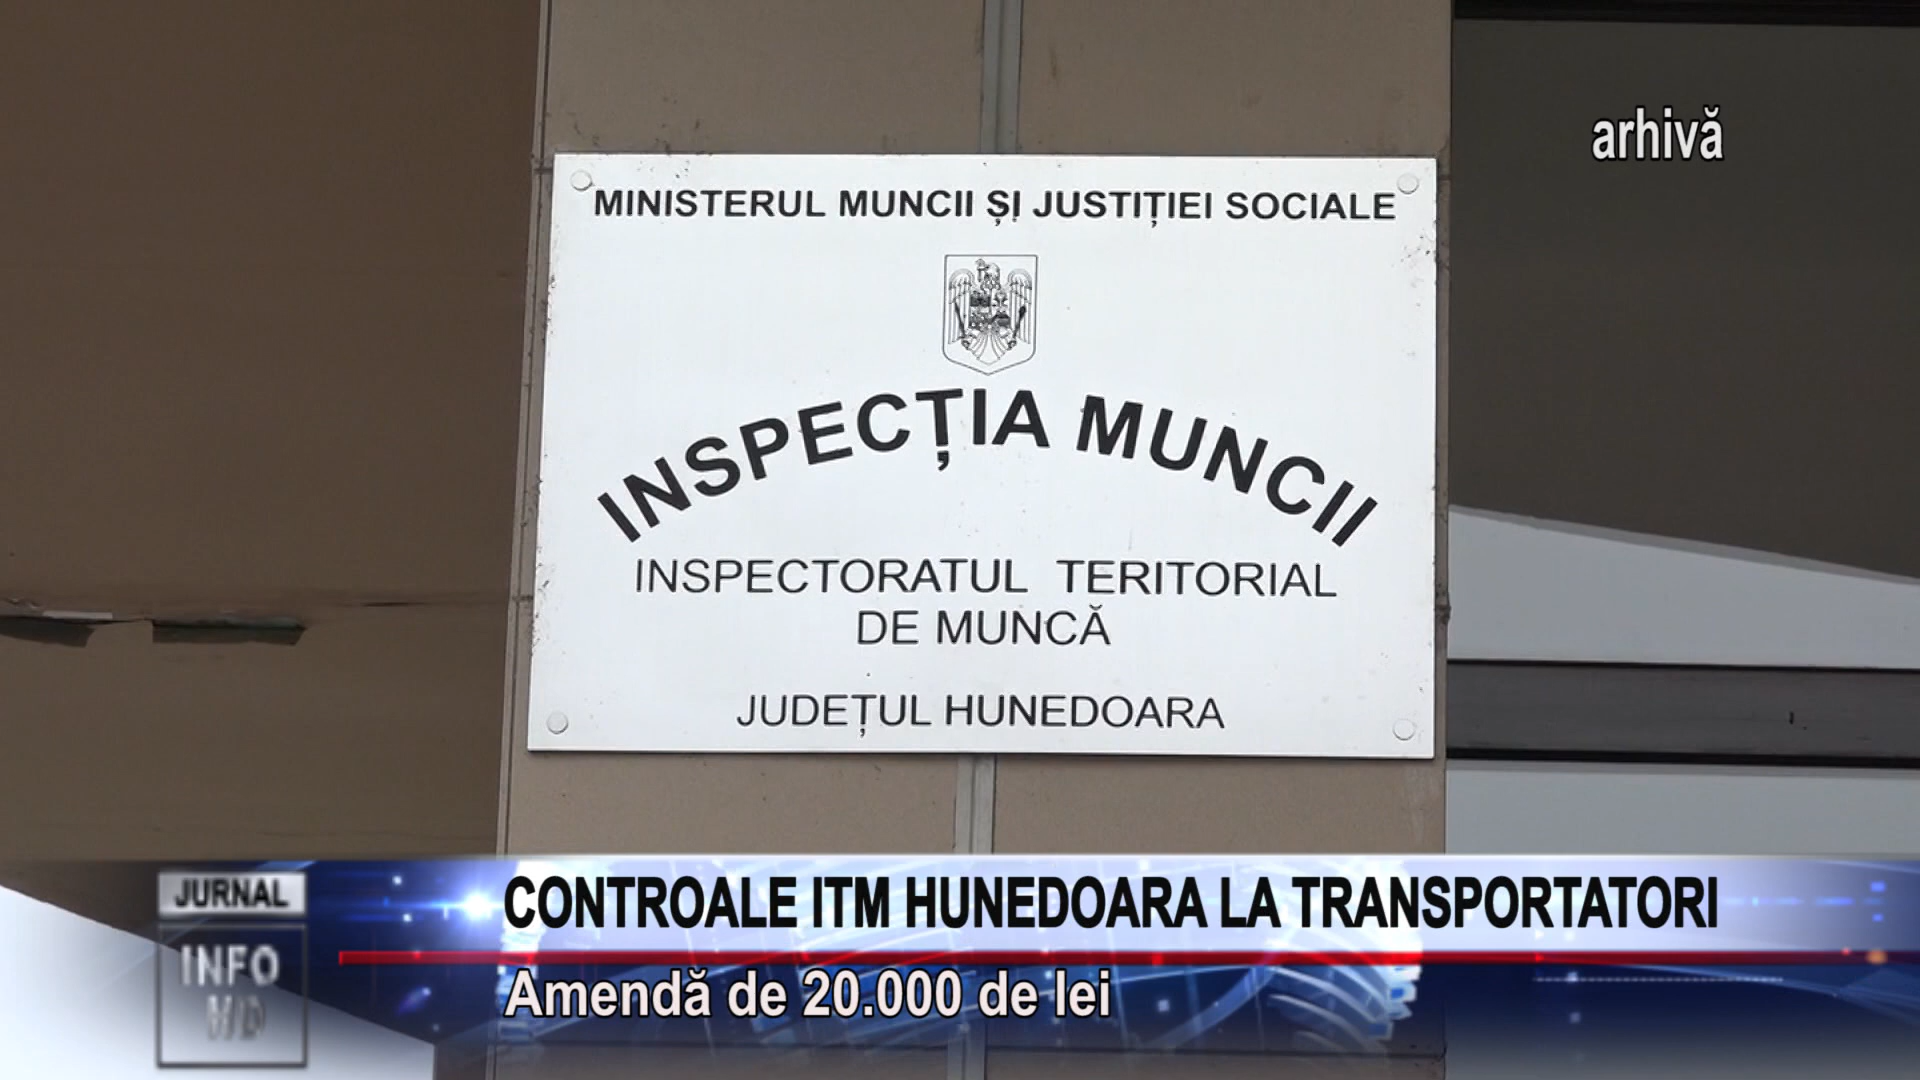 arhivă
MINISTERUL MUNCII ȘI JUSTIȚIEI SOCIALE
INSPECȚIA MUNCII
INSPECTORATUL TERITORIAL
DE MUNCĂ
JUDEȚUL HUNEDOARA
JURNAL
INFO
CONTROALE ITM HUNEDOARA LA TRANSPORTATORI
Amendă de 20.000 de lei